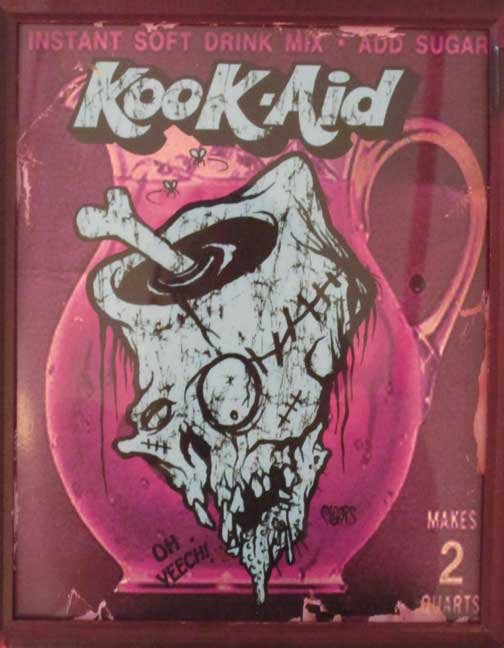 INSTANT SOFT DRINK MIX • ADD SUGAR
KooK-Aid
OH
YEECH!
MAKES
2
QUARTS